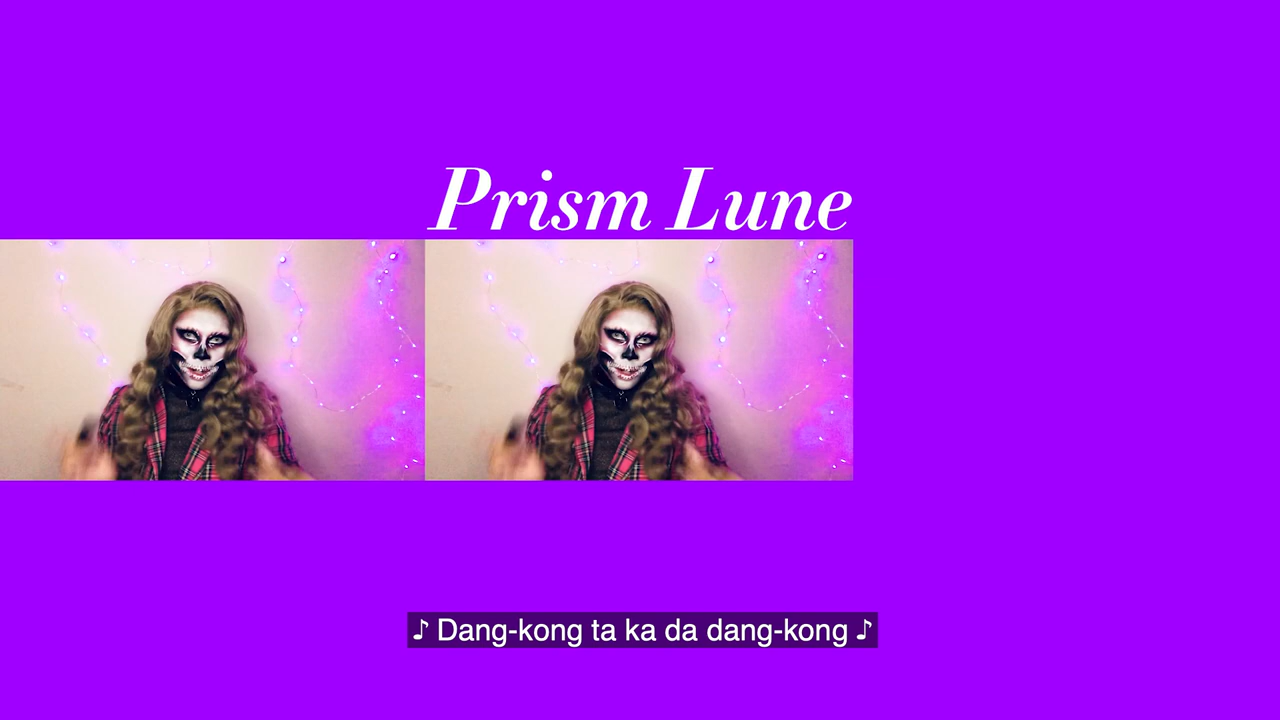 Prism Lune
♪ Dang-kong ta ka da dang-kong ♪